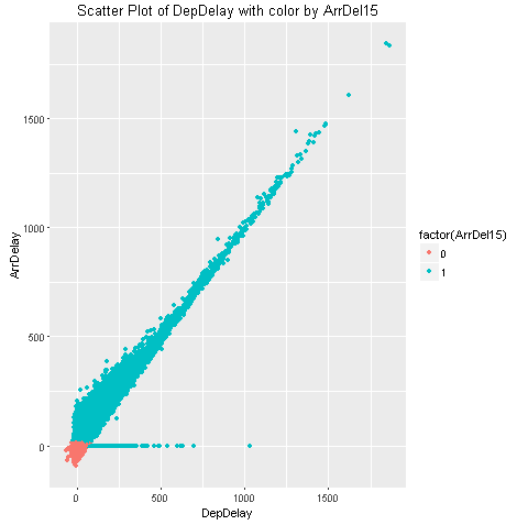 Scatter Plot of DepDelay with color by ArrDel15
1500
1000
500
0
ArrDelay
0 500 1000 1500
DepDelay
factor(ArrDel15)
0
1